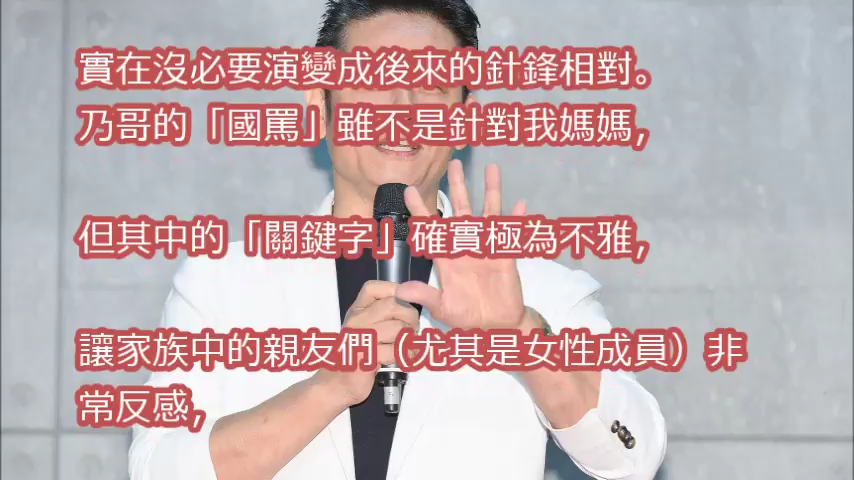 實在沒必要演變成後來的針鋒相對。
乃哥的「國罵」雖不是針對我媽媽，
但其中的「關鍵字」確實極為不雅，
讓家族中的親友們（尤其是女性成員）非
常反感，